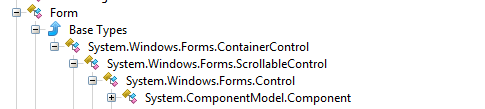 Form
Base Types
System.Windows.Forms.ContainerControl
System.Windows.Forms.ScrollableControl
System.Windows.Forms.Control
System.ComponentModel.Component